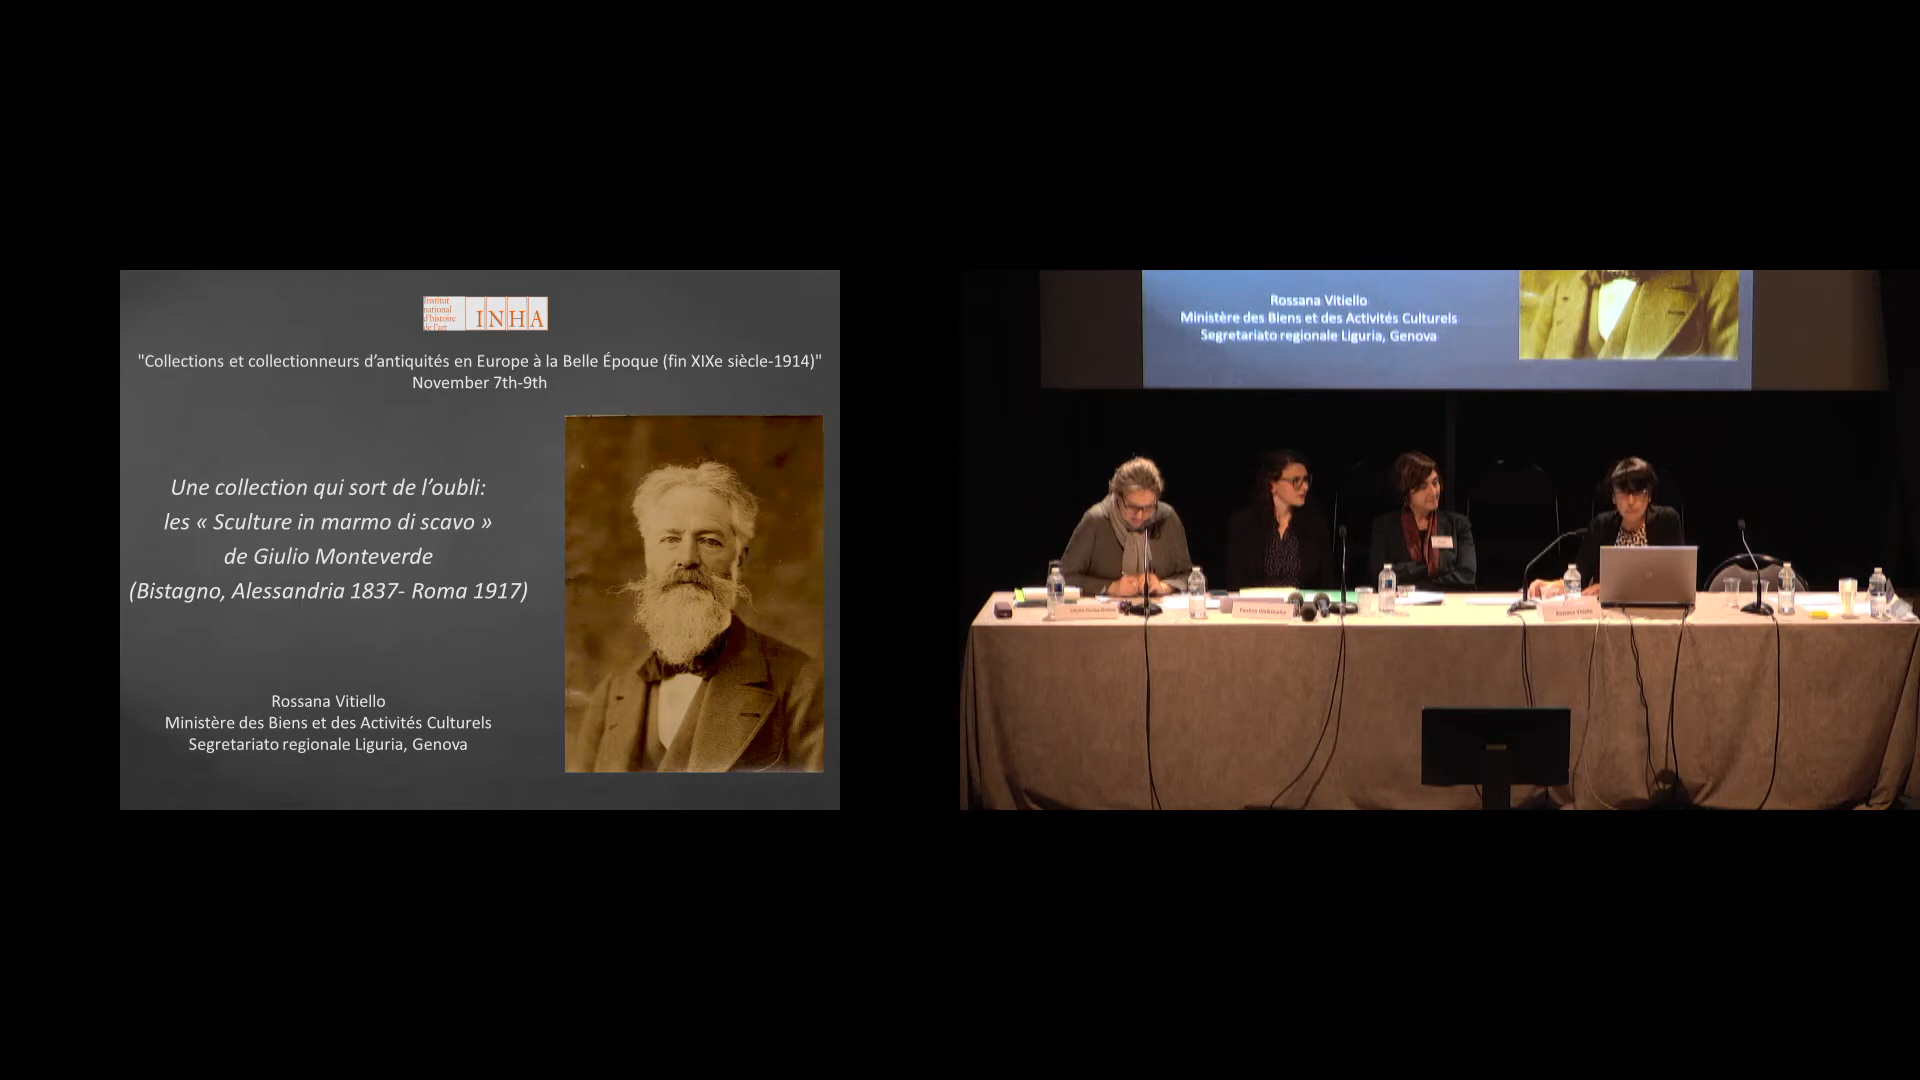 Institut
national
d'histoire
de l'art
INHA
"Collections et collectionneurs d’antiquités en Europe à la Belle Époque (fin XIXe siècle-1914)"
November 7th-9th
Une collection qui sort de l’oubli:
les « Sculture in marmo di scavo »
de Giulio Monteverde
(Bistagno, Alessandria 1837- Roma 1917)
Rossana Vitiello
Ministère des Biens et des Activités Culturels
Segretariato regionale Liguria, Genova
Rossana Vitiello
Ministère des Biens et des Activités Culturels
Segretariato regionale Liguria, Genova
Rossana Vitiello